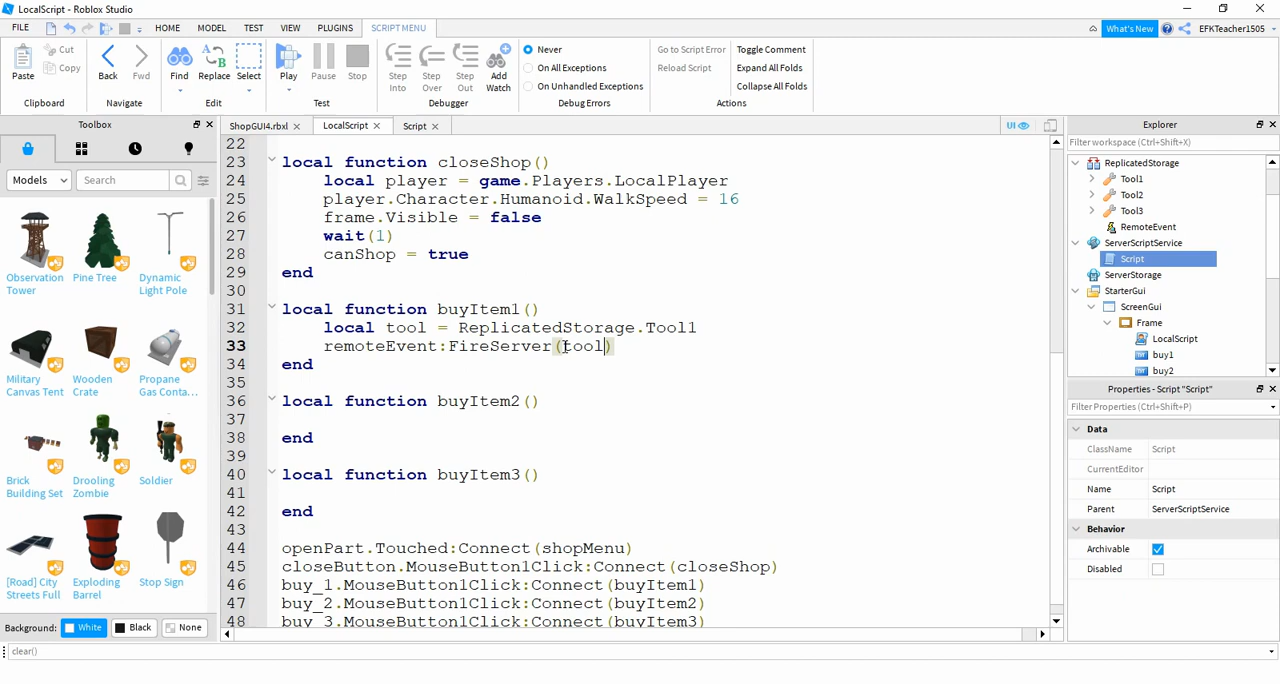 LocalScript - Roblox Studio
FILE HOME MODEL TEST VIEW PLUGINS SCRIPT MENU What's New EFKTeacher1505
Paste Cut Copy Back Fwd Find Replace Select Play Pause Stop Step Into Step Over Step Out Add Watch
Never
On All Exceptions
On Unhandled Exceptions
Go to Script Error
Reload Script
Toggle Comment
Expand All Folds
Collapse All Folds
Clipboard Navigate Edit Test Debugger Debug Errors Actions
Toolbox
Models Search
Observation Tower
Pine Tree
Dynamic Light Pole
Military Canvas Tent
Wooden Crate
Propane Gas Conta...
Brick Building Set
Drooling Zombie
Soldier
[Road] City Streets Full
Exploding Barrel
Stop Sign
Background: White Black None
ShopGUI4.rbxl LocalScript Script UI
22
23 local function closeShop()
24 local player = game.Players.LocalPlayer
25 player.Character.Humanoid.WalkSpeed = 16
26 frame.Visible = false
27 wait(1)
28 canShop = true
29 end
30
31 local function buyItem1()
32 local tool = ReplicatedStorage.Tool1
33 remoteEvent:FireServer(tool)
34 end
35
36 local function buyItem2()
37
38 end
39
40 local function buyItem3()
41
42 end
43
44 openPart.Touched:Connect(shopMenu)
45 closeButton.MouseButton1Click:Connect(closeShop)
46 buy_1.MouseButton1Click:Connect(buyItem1)
47 buy_2.MouseButton1Click:Connect(buyItem2)
48 buy_3.MouseButton1Click:Connect(buyItem3)
Explorer
Filter workspace (Ctrl+Shift+X)
ReplicatedStorage
Tool1
Tool2
Tool3
RemoteEvent
ServerScriptService
Script
ServerStorage
StarterGui
ScreenGui
Frame
LocalScript
buy1
buy2
Properties - Script "Script"
Filter Properties (Ctrl+Shift+P)
Data
ClassName Script
CurrentEditor
Name Script
Parent ServerScriptService
Behavior
Archivable
Disabled
clear()